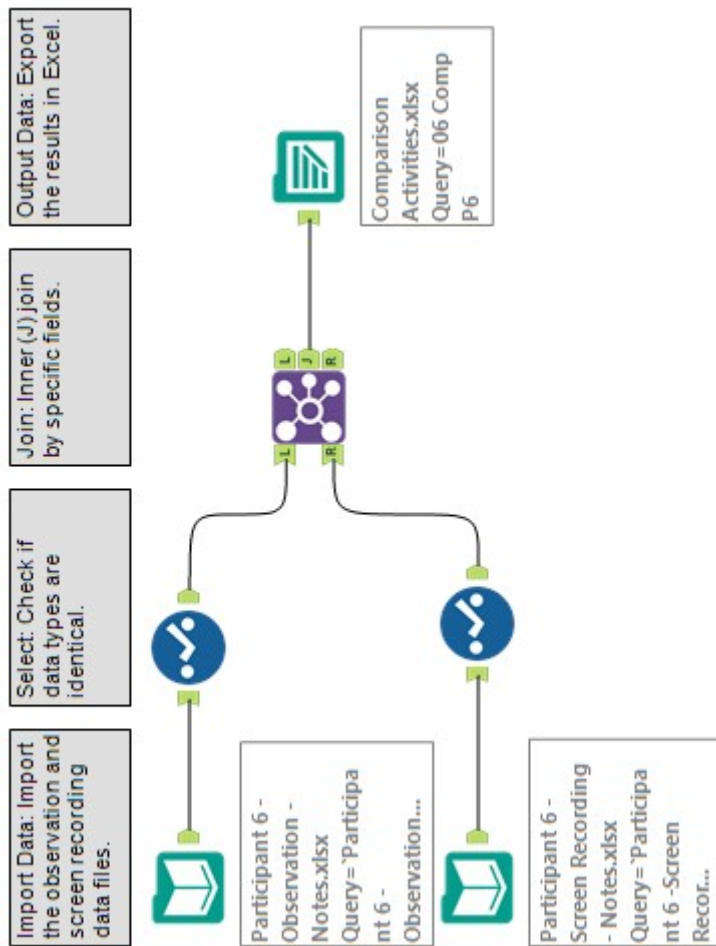 Import Data: Import
the observation and
screen recording
data files.
Select: Check if
data types are
identical.
Join: Inner (J) join
by specific fields.
Output Data: Export
the results in Excel.
Participant 6 -
Observation -
Notes.xlsx
Query=`Participa
nt 6 -
Observation...
L
R
L
J
R
Comparison
Activities.xlsx
Query=06 Comp
P6
Participant 6 -
Screen Recording
- Notes.xlsx
Query=`Participa
nt 6 -Screen
Recor...